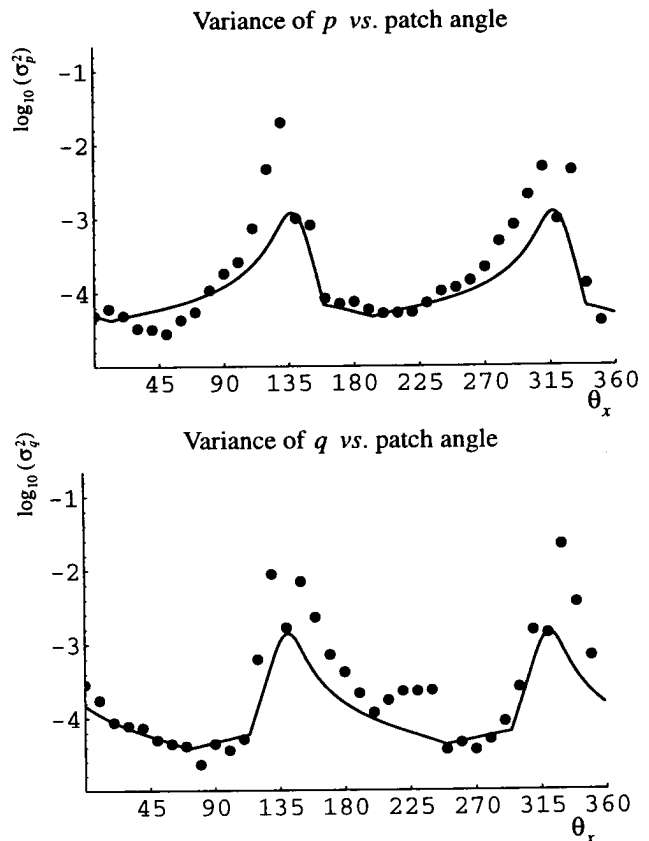 Variance of p vs. patch angle
log10 (σp²)
-1
-2
-3
-4
45 90 135 180 225 270 315 360
θx
Variance of q vs. patch angle
log10 (σq²)
-1
-2
-3
-4
45 90 135 180 225 270 315 360
θx